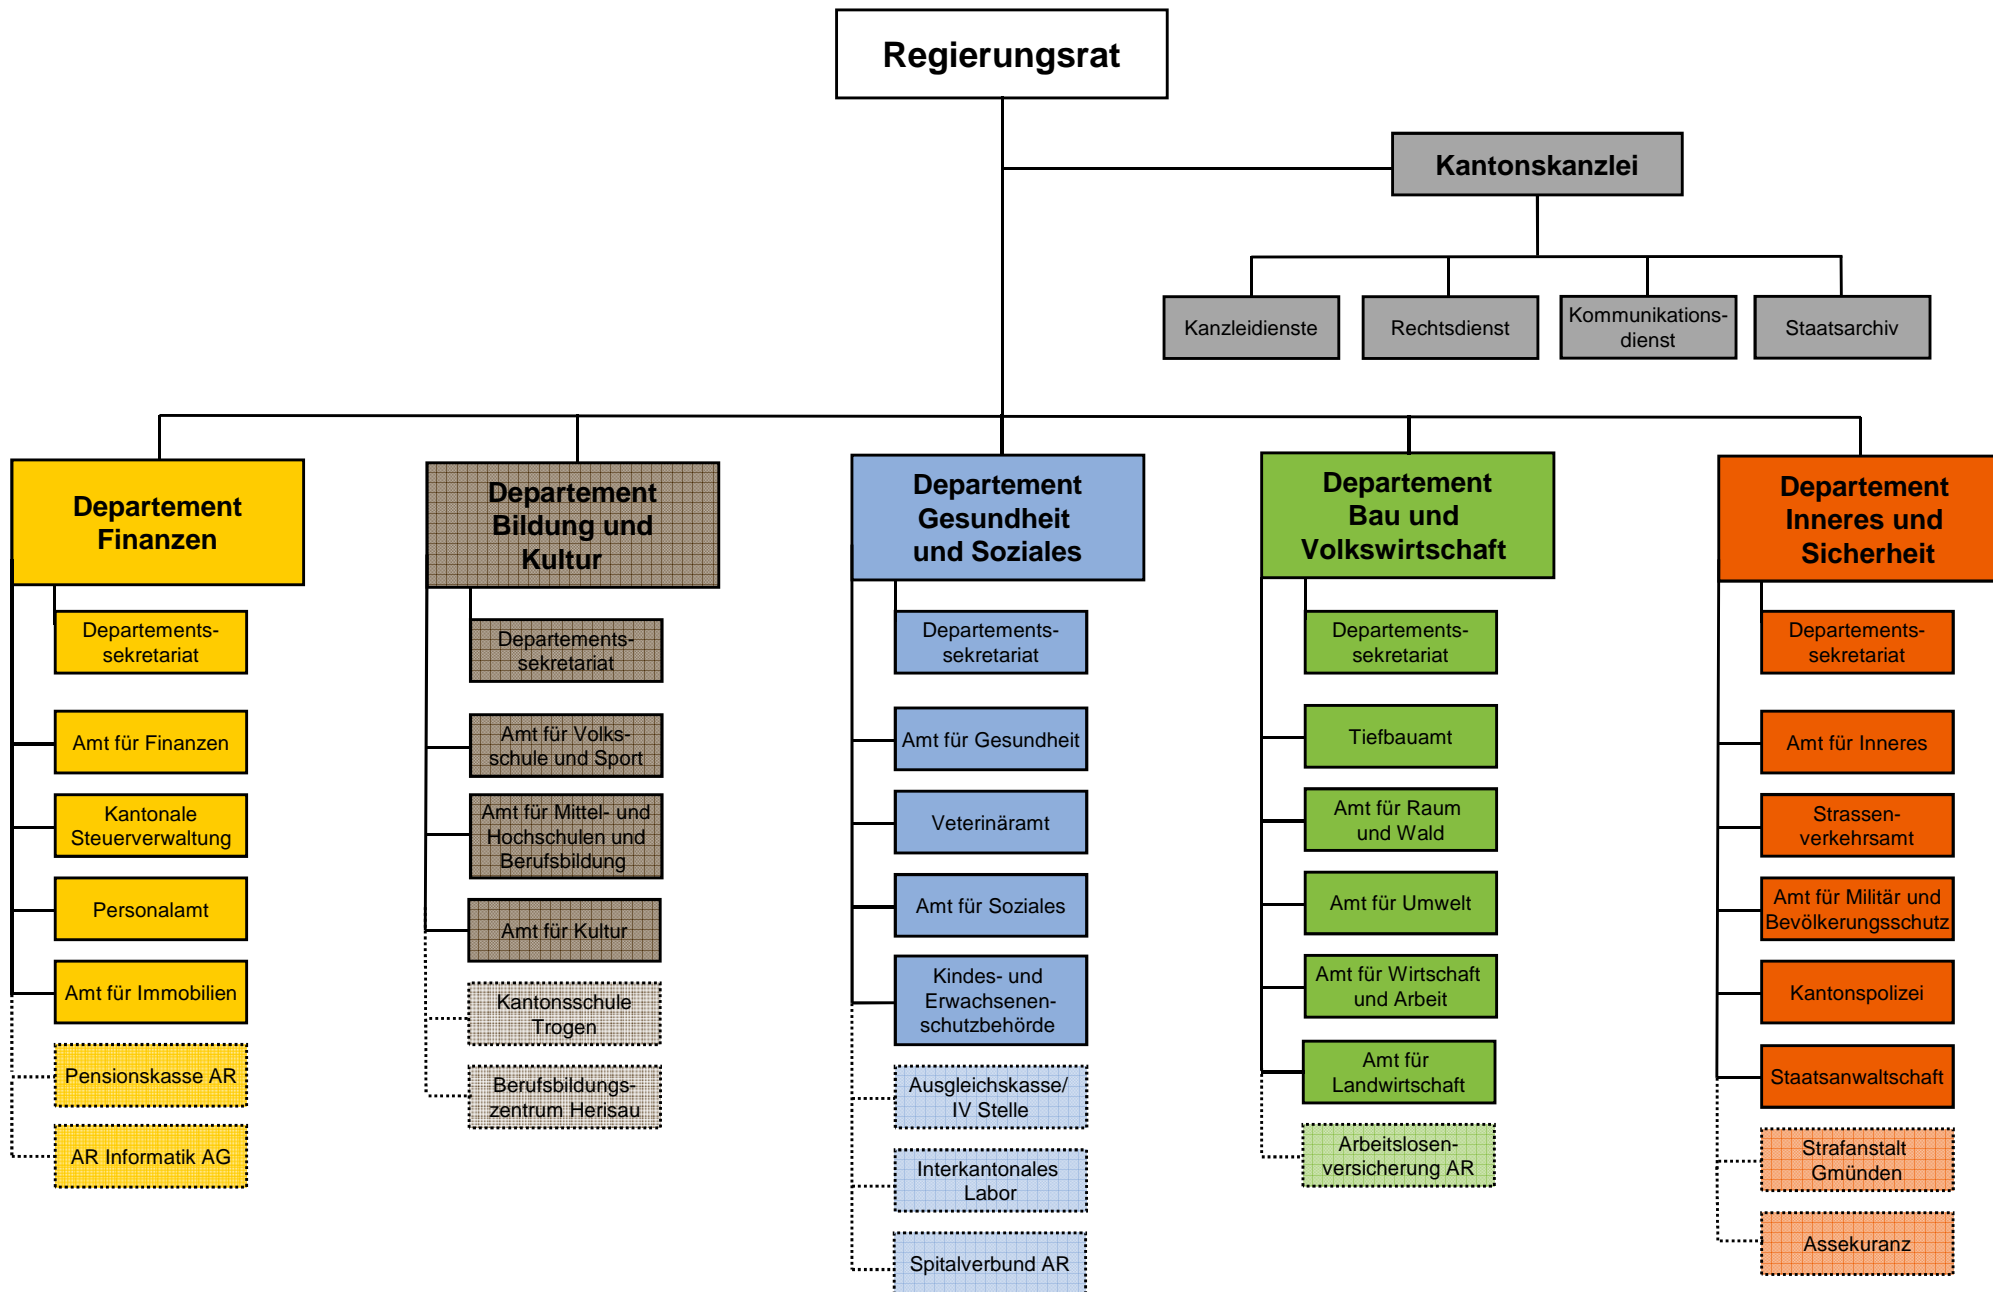 Regierungsrat
Kantonskanzlei
Kanzleidienste
Rechtsdienst
Kommunikations-
dienst
Staatsarchiv
Departement
Finanzen
Departements-
sekretariat
Amt für Finanzen
Kantonale
Steuerverwaltung
Personalamt
Amt für Immobilien
Pensionskasse AR
AR Informatik AG
Departement
Bildung und
Kultur
Departements-
sekretariat
Amt für Volks-
schule und Sport
Amt für Mittel- und
Hochschulen und
Berufsbildung
Amt für Kultur
Kantonsschule
Trogen
Berufsbildungs-
zentrum Herisau
Departement
Gesundheit
und Soziales
Departements-
sekretariat
Amt für Gesundheit
Veterinäramt
Amt für Soziales
Kindes- und
Erwachsenen-
schutzbehörde
Ausgleichskasse/
IV Stelle
Interkantonales
Labor
Spitalverbund AR
Departement
Bau und
Volkswirtschaft
Departements-
sekretariat
Tiefbauamt
Amt für Raum
und Wald
Amt für Umwelt
Amt für Wirtschaft
und Arbeit
Amt für
Landwirtschaft
Arbeitslosen-
versicherung AR
Departement
Inneres und
Sicherheit
Departements-
sekretariat
Amt für Inneres
Strassen-
verkehrsamt
Amt für Militär und
Bevölkerungsschutz
Kantonspolizei
Staatsanwaltschaft
Strafanstalt
Gmünden
Assekuranz